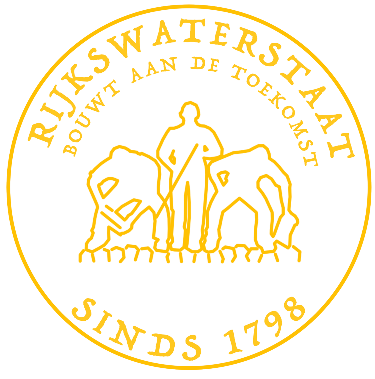 RIJKSWATERSTAAT
BOUWT AAN DE TOEKOMST
SINDS 1798